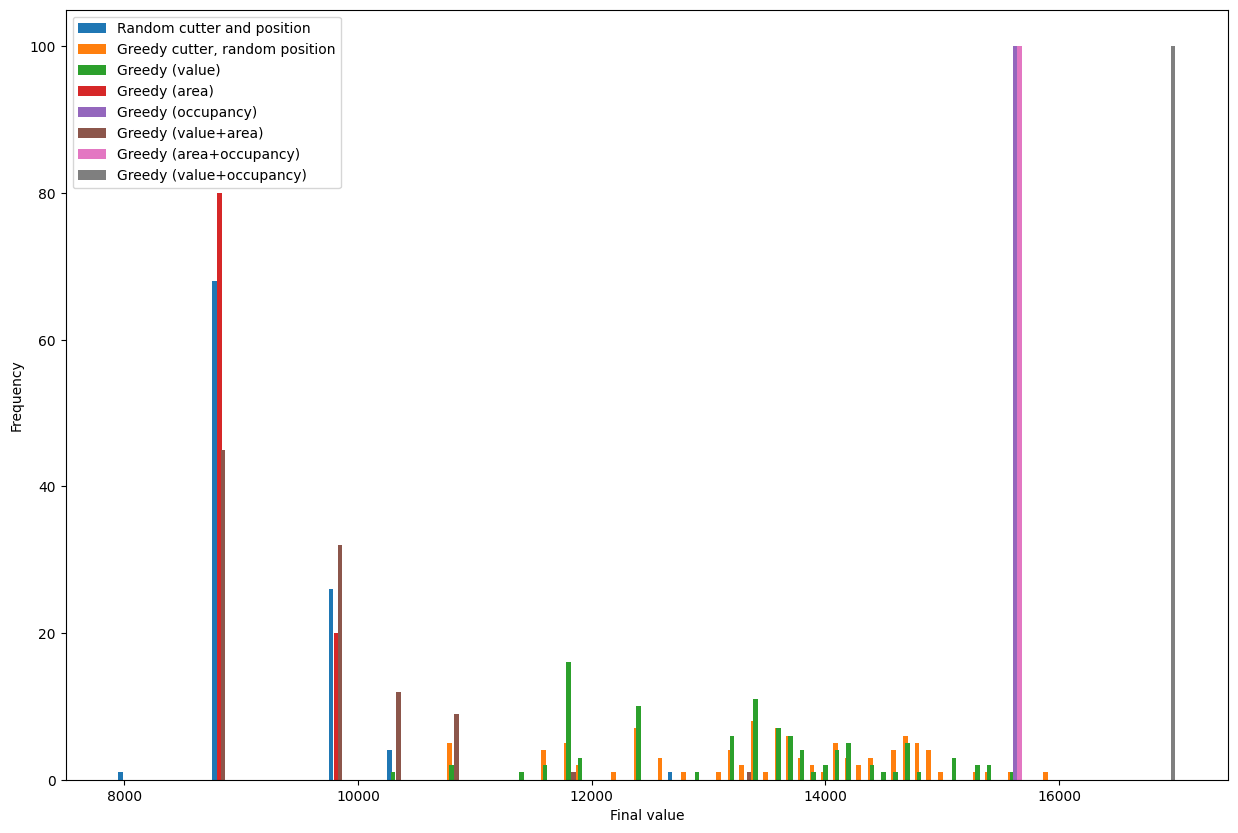 Random cutter and position
Greedy cutter, random position
Greedy (value)
Greedy (area)
Greedy (occupancy)
Greedy (value+area)
Greedy (area+occupancy)
Greedy (value+occupancy)
100
80
60
40
20
0
Frequency
8000 10000 12000 14000 16000
Final value